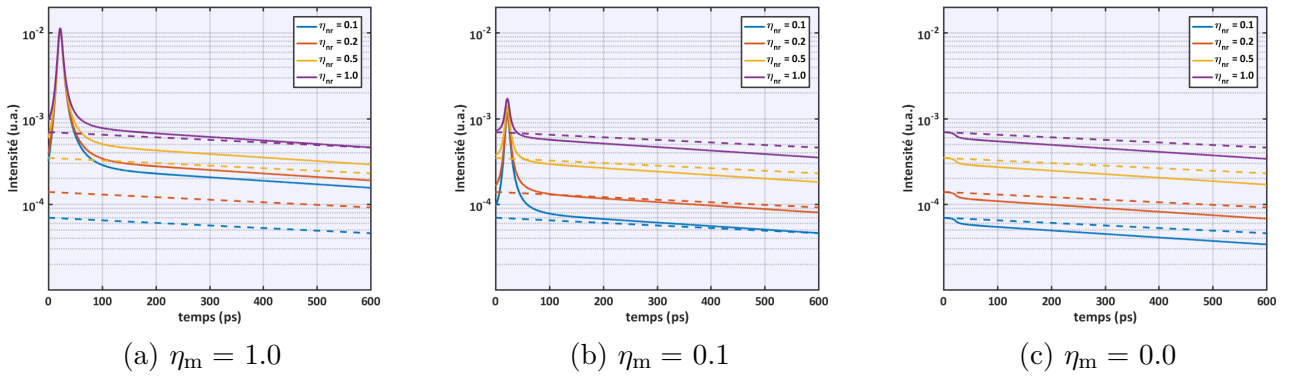 10⁻²
10⁻³
10⁻⁴
Intensité (u.a.)
0 100 200 300 400 500 600
temps (ps)
η_nr = 0.1
η_nr = 0.2
η_nr = 0.5
η_nr = 1.0
(a) η_m = 1.0
10⁻²
10⁻³
10⁻⁴
Intensité (u.a.)
0 100 200 300 400 500 600
temps (ps)
η_nr = 0.1
η_nr = 0.2
η_nr = 0.5
η_nr = 1.0
(b) η_m = 0.1
10⁻²
10⁻³
10⁻⁴
Intensité (u.a.)
0 100 200 300 400 500 600
temps (ps)
η_nr = 0.1
η_nr = 0.2
η_nr = 0.5
η_nr = 1.0
(c) η_m = 0.0